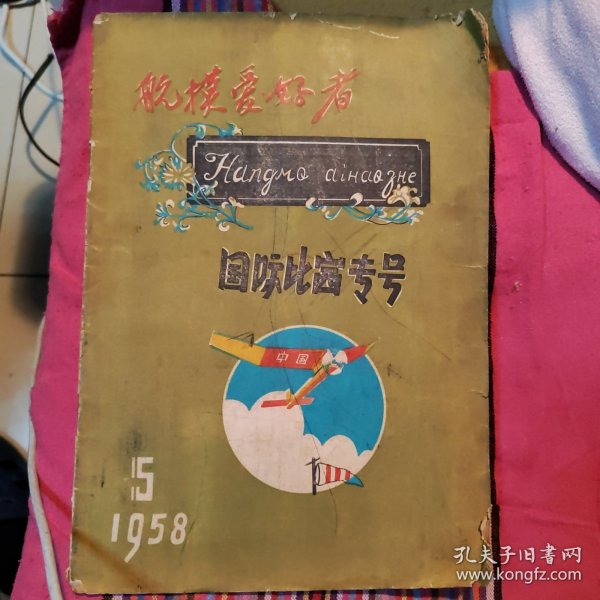 航模爱好者
Hangmo aihaozhe
国际比赛专号
中国
15
1958
孔夫子旧书网
www.kongfz.com